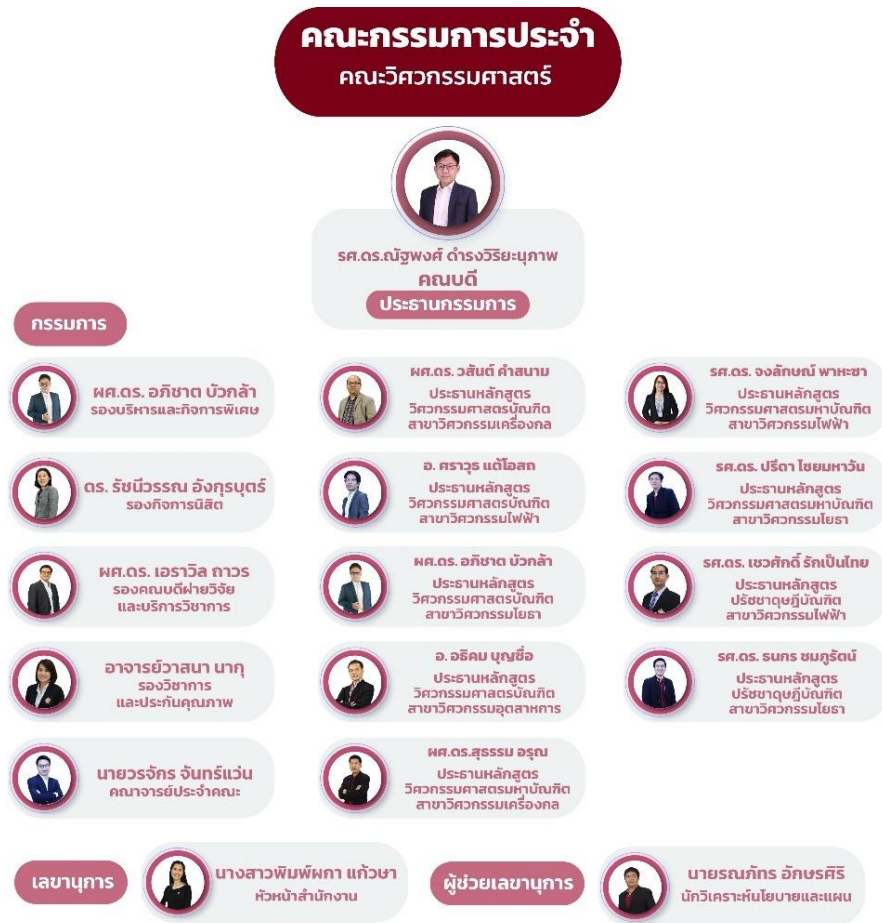 คณะกรรมการประจำ
คณะวิศวกรรมศาสตร์
รศ.ดร.ณัฐพงศ์ ดำรงวิริยะนุภาพ
คณบดี
ประธานกรรมการ
กรรมการ
ผศ.ดร. อภิชาต บัวกล้า
รองบริหารและกิจการพิเศษ
ดร. รัชนีวรรณ อังกุรบุตร์
รองกิจการนิสิต
ผศ.ดร. เอราวิล ถาวร
รองคณบดีฝ่ายวิจัย
และบริการวิชาการ
อาจารย์วาสนา นากุ
รองวิชาการ
และประกันคุณภาพ
นายวรจักร จันทร์แว่น
คณาจารย์ประจำคณะ
ผศ.ดร. วสันต์ คำสนาม
ประธานหลักสูตร
วิศวกรรมศาสตรบัณฑิต
สาขาวิศวกรรมเครื่องกล
อ. ศราวุธ แต้โอสถ
ประธานหลักสูตร
วิศวกรรมศาสตรบัณฑิต
สาขาวิศวกรรมไฟฟ้า
ผศ.ดร. อภิชาต บัวกล้า
ประธานหลักสูตร
วิศวกรรมศาสตรบัณฑิต
สาขาวิศวกรรมโยธา
อ. อธิคม บุญซื่อ
ประธานหลักสูตร
วิศวกรรมศาสตรบัณฑิต
สาขาวิศวกรรมอุตสาหการ
ผศ.ดร.สุธรรม อรุณ
ประธานหลักสูตร
วิศวกรรมศาสตรมหาบัณฑิต
สาขาวิศวกรรมเครื่องกล
รศ.ดร. จงลักษณ์ พาหะซา
ประธานหลักสูตร
วิศวกรรมศาสตรมหาบัณฑิต
สาขาวิศวกรรมไฟฟ้า
รศ.ดร. ปรีดา ไชยมหาวัน
ประธานหลักสูตร
วิศวกรรมศาสตรมหาบัณฑิต
สาขาวิศวกรรมโยธา
รศ.ดร. เชวศักดิ์ รักเป็นไทย
ประธานหลักสูตร
ปรัชชาดุษฎีบัณฑิต
สาขาวิศวกรรมไฟฟ้า
รศ.ดร. ธนกร ชมภูรัตน์
ประธานหลักสูตร
ปรัชชาดุษฎีบัณฑิต
สาขาวิศวกรรมโยธา
เลขานุการ
นางสาวพิมพ์ผกา แก้วษา
หัวหน้าสำนักงาน
ผู้ช่วยเลขานุการ
นายรณภัทร อักษรศิริ
นักวิเคราะห์นโยบายและแผน